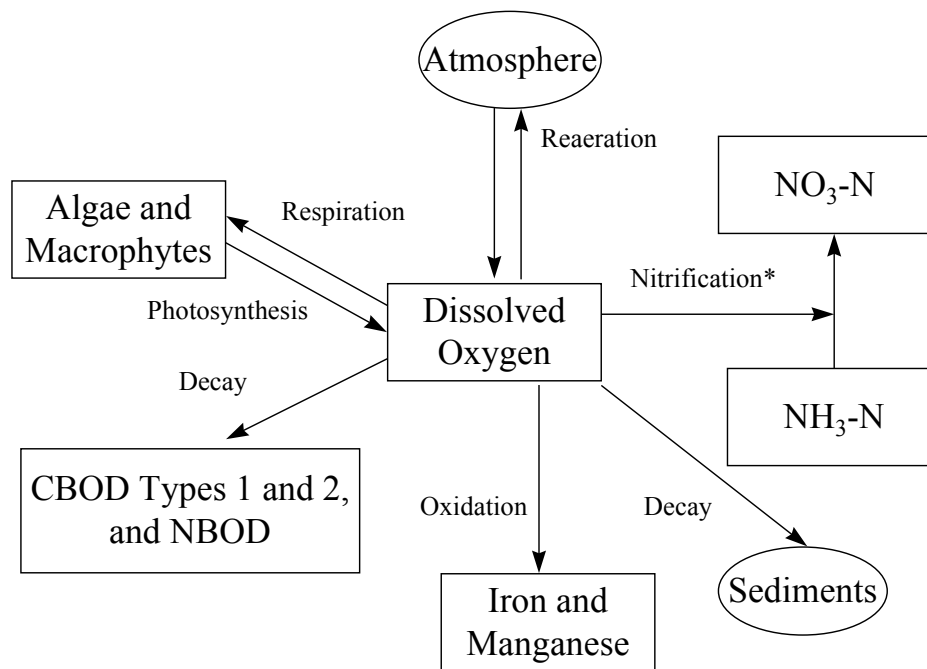 Atmosphere
Reaeration
NO₃-N
Algae and
Macrophytes
Respiration
Nitrification*
Photosynthesis
Dissolved
Oxygen
Decay
NH₃-N
CBOD Types 1 and 2,
and NBOD
Oxidation
Decay
Iron and
Manganese
Sediments